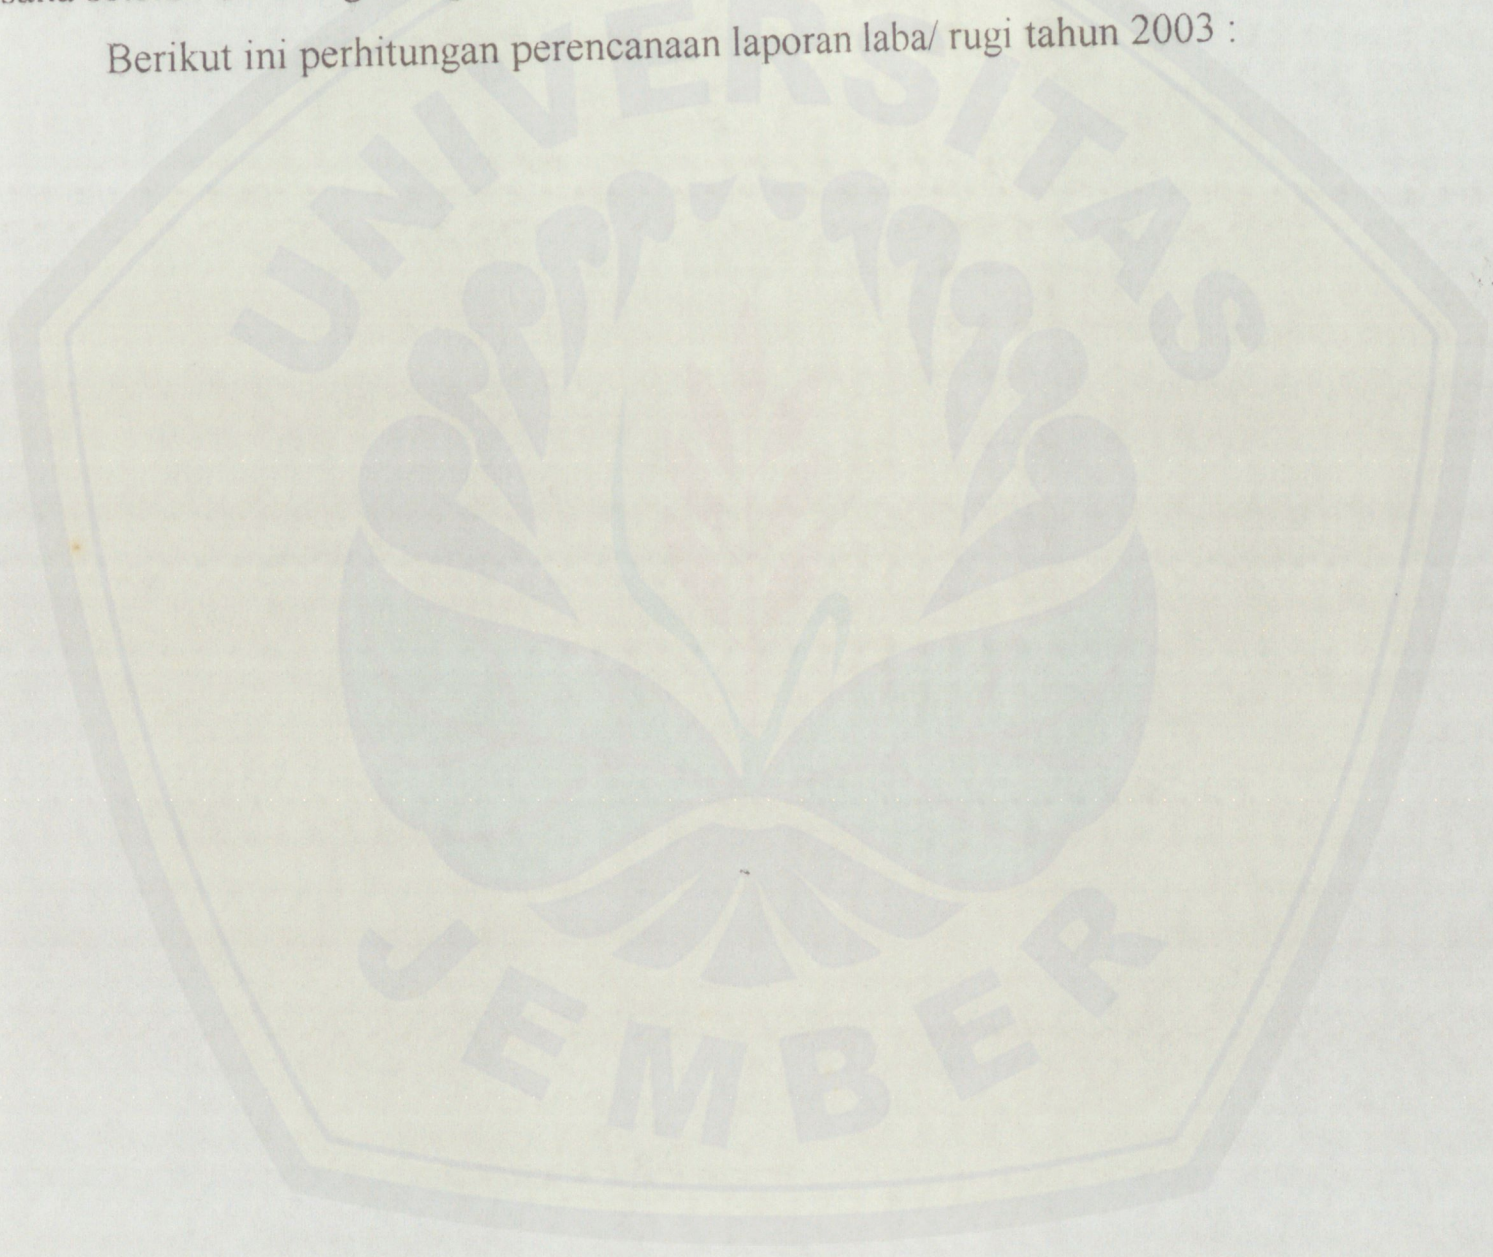 Berikut ini perhitungan perencanaan laporan laba/ rugi tahun 2003 :
UNIVERSITAS
JEMBER